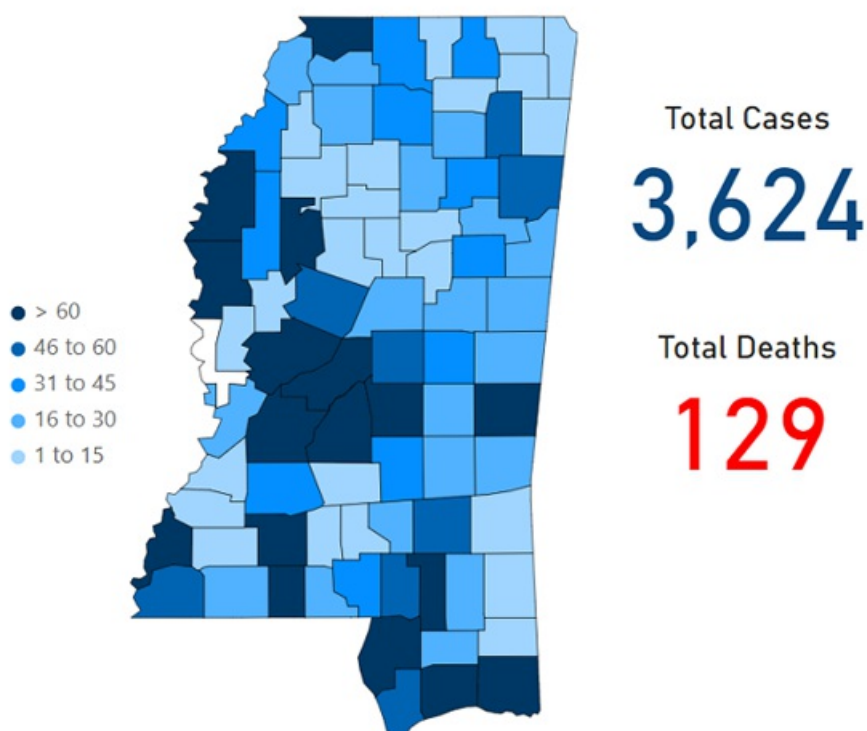 Total Cases
3,624
> 60
46 to 60
31 to 45
16 to 30
1 to 15
Total Deaths
129